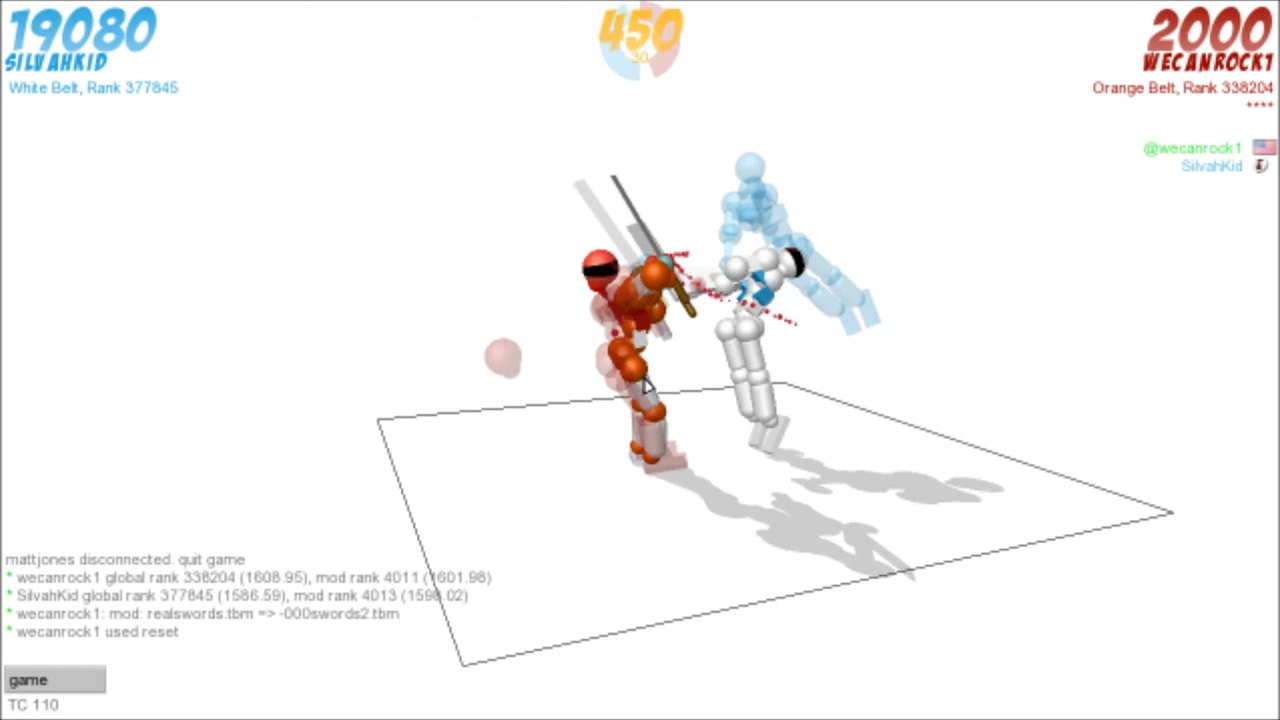 19080
SILVAHKID
White Belt, Rank 377845
450
30
2000
WECANROCK1
Orange Belt, Rank 338204
****
@wecanrock1
SilvahKid
mattjones disconnected. quit game
* wecanrock1 global rank 338204 (1608.95), mod rank 4011 (1601.98)
* SilvahKid global rank 377845 (1586.59), mod rank 4013 (1598.02)
* wecanrock1: mod: realswords.tbm => -000swords2.tbm
* wecanrock1 used reset
game
TC 110